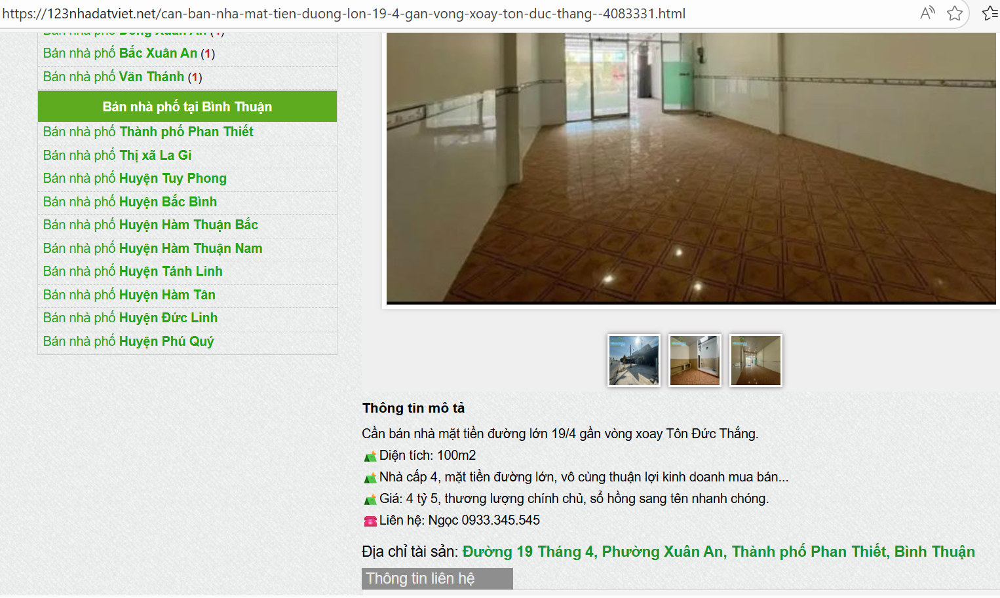 https://123nhadatviet.net/can-ban-nha-mat-tien-duong-lon-19-4-gan-vong-xoay-ton-duc-thang--4083331.html
Bán nhà phố Đông Xuân An (1)
Bán nhà phố Bắc Xuân An (1)
Bán nhà phố Văn Thánh (1)
Bán nhà phố tại Bình Thuận
Bán nhà phố Thành phố Phan Thiết
Bán nhà phố Thị xã La Gi
Bán nhà phố Huyện Tuy Phong
Bán nhà phố Huyện Bắc Bình
Bán nhà phố Huyện Hàm Thuận Bắc
Bán nhà phố Huyện Hàm Thuận Nam
Bán nhà phố Huyện Tánh Linh
Bán nhà phố Huyện Hàm Tân
Bán nhà phố Huyện Đức Linh
Bán nhà phố Huyện Phú Quý
Thông tin mô tả
Cần bán nhà mặt tiền đường lớn 19/4 gần vòng xoay Tôn Đức Thắng.
Diện tích: 100m2
Nhà cấp 4, mặt tiền đường lớn, vô cùng thuận lợi kinh doanh mua bán...
Giá: 4 tỷ 5, thương lượng chính chủ, sổ hồng sang tên nhanh chóng.
Liên hệ: Ngọc 0933.345.545
Địa chỉ tài sản: Đường 19 Tháng 4, Phường Xuân An, Thành phố Phan Thiết, Bình Thuận
Thông tin liên hệ